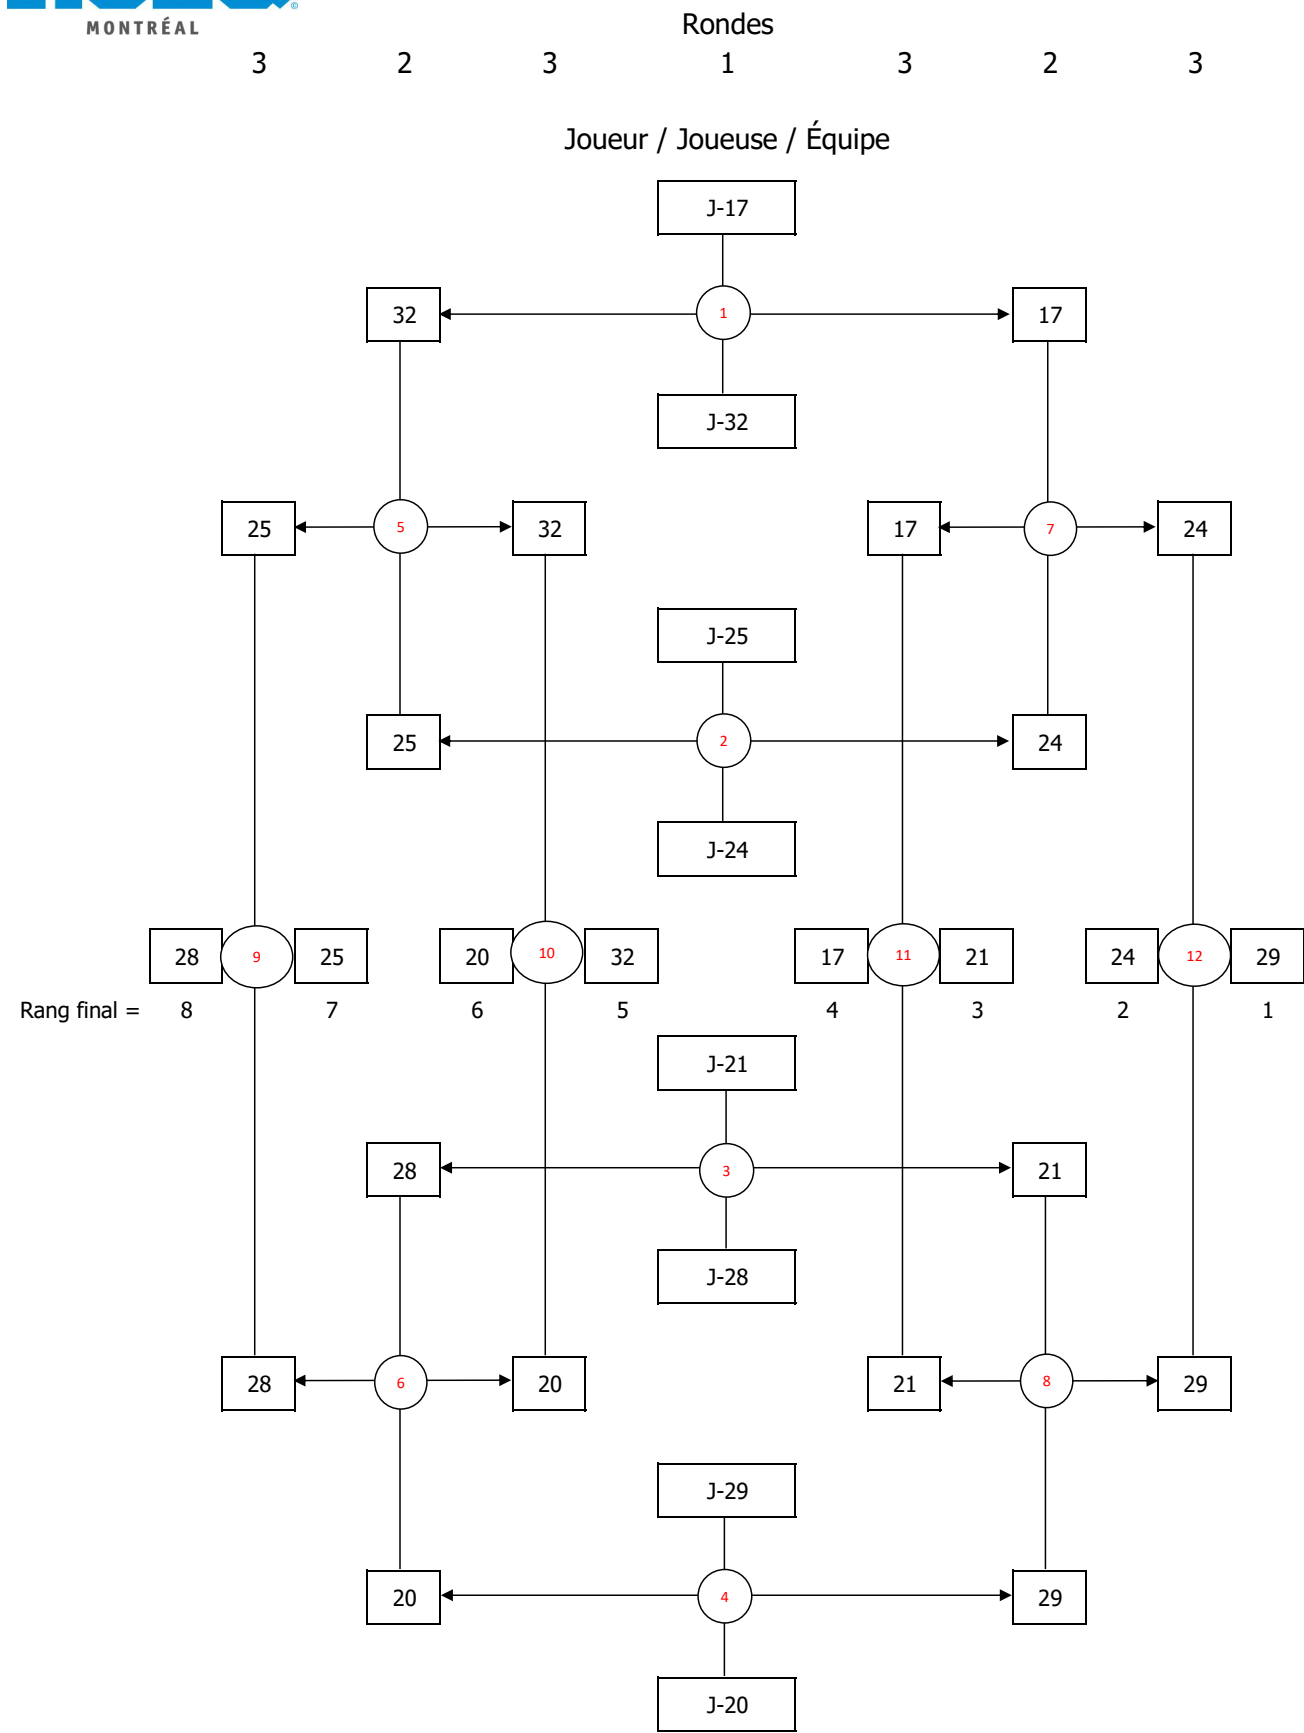 MONTRÉAL
Rondes
3 2 3 1 3 2 3
Joueur / Joueuse / Équipe
J-17
32 1 17
J-32
25 5 32 17 7 24
J-25
25 2 24
J-24
28 9 25 20 10 32 17 11 21 24 12 29
Rang final = 8 7 6 5 4 3 2 1
J-21
28 3 21
J-28
28 6 20 21 8 29
J-29
20 4 29
J-20